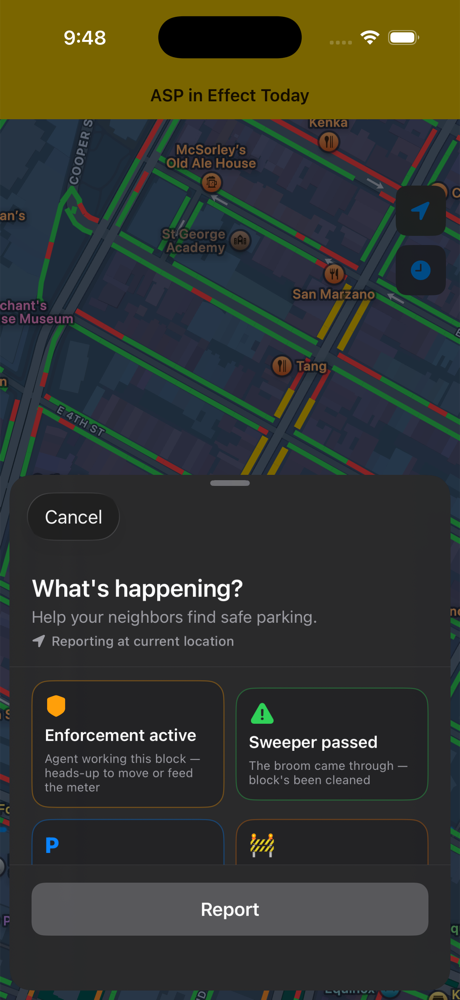 9:48
ASP in Effect Today
Kenka
McSorley's
Old Ale House
COOPER S
an's
St George
Academy
C
San Marzano
chant's
se Museum
E
Tang
n
E 4TH ST
Cancel
What's happening?
Help your neighbors find safe parking.
Reporting at current location
Enforcement active
Agent working this block —
heads-up to move or feed
the meter
Sweeper passed
The broom came through —
block's been cleaned
P
Report
Equinox
K